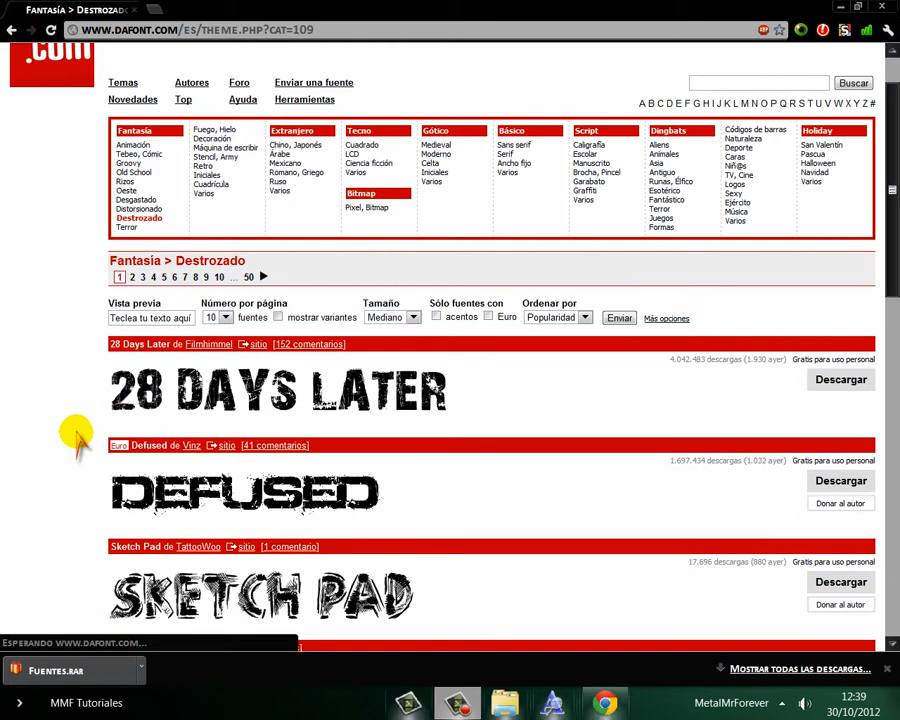 Fantasía > Destrozado
WWW.DAFONT.COM/ES/THEME.PHP?CAT=109
.com
Temas Autores Foro Enviar una fuente
Novedades Top Ayuda Herramientas
Buscar
A B C D E F G H I J K L M N O P Q R S T U V W X Y Z #
Fantasía
Animación
Tebeo, Cómic
Groovy
Old School
Rizos
Oeste
Desgastado
Distorsionado
Destrozado
Terror
Fuego, Hielo
Decoración
Máquina de escribir
Stencil, Army
Retro
Iniciales
Cuadrícula
Varios
Extranjero
Chino, Japonés
Árabe
Mexicano
Romano, Griego
Ruso
Varios
Tecno
Cuadrado
LCD
Ciencia ficción
Varios
Bitmap
Pixel, Bitmap
Gótico
Medieval
Moderno
Celta
Iniciales
Varios
Básico
Sans serif
Serif
Ancho fijo
Varios
Script
Caligrafía
Escolar
Manuscrito
Brocha, Pincel
Garabato
Graffiti
Varios
Dingbats
Aliens
Animales
Asia
Antiguo
Runas, Élfico
Esotérico
Fantástico
Terror
Juegos
Formas
Códigos de barras
Naturaleza
Deporte
Caras
Niñ@s
TV, Cine
Logos
Sexy
Ejército
Música
Varios
Holiday
San Valentín
Pascua
Halloween
Navidad
Varios
Fantasía > Destrozado
1 2 3 4 5 6 7 8 9 10 ... 50
Vista previa Número por página Tamaño Sólo fuentes con Ordenar por
Teclea tu texto aquí 10 fuentes mostrar variantes Mediano acentos Euro Popularidad Enviar Más opciones
28 Days Later de Filmhimmel sitio [152 comentarios]
4.042.483 descargas (1.930 ayer) Gratis para uso personal
28 DAYS LATER
Descargar
Euro Defused de Vinz sitio [41 comentarios]
1.697.434 descargas (1.032 ayer) Gratis para uso personal
DEFUSED
Descargar
Donar al autor
Sketch Pad de TattooWoo sitio [1 comentario]
17.696 descargas (880 ayer) Gratis para uso personal
SKETCH PAD
Descargar
Donar al autor
ESPERANDO WWW.DAFONT.COM...
FUENTES.RAR
MOSTRAR TODAS LAS DESCARGAS...
MMF Tutoriales
MetalMrForever
12:39
30/10/2012